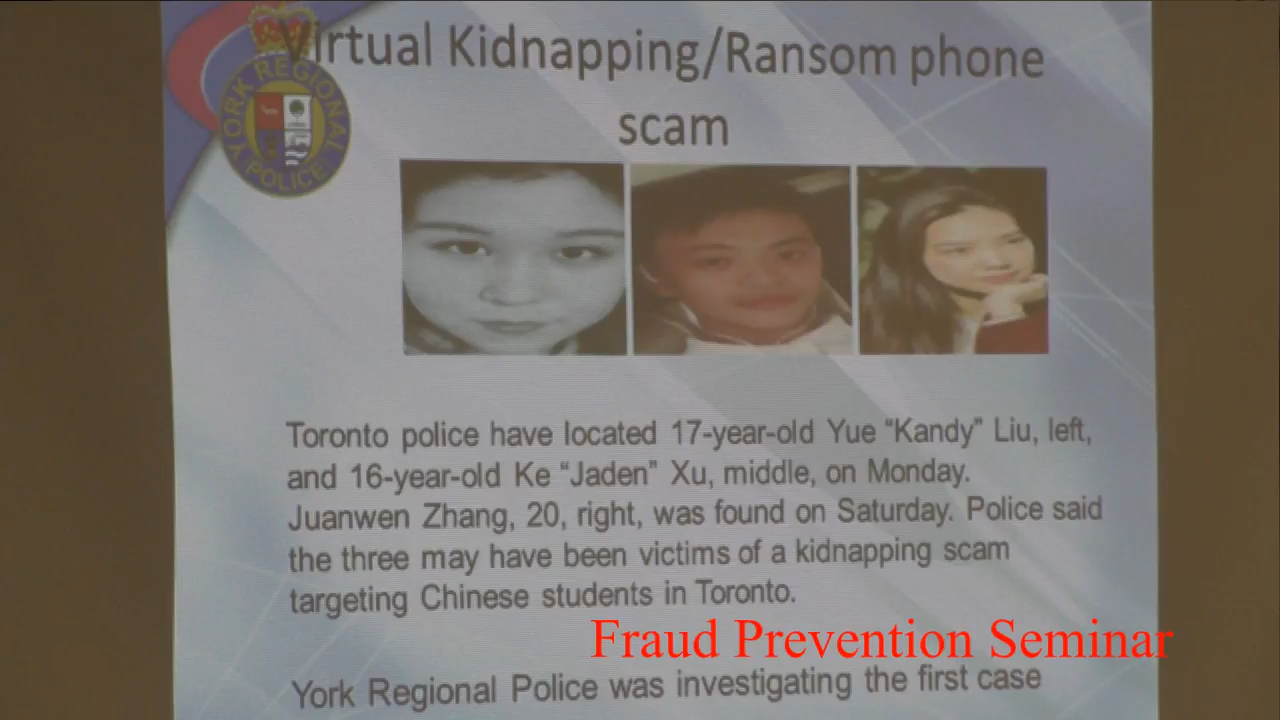 Virtual Kidnapping/Ransom phone
scam
YORK REGIONAL
POLICE
Toronto police have located 17-year-old Yue “Kandy” Liu, left,
and 16-year-old Ke “Jaden” Xu, middle, on Monday.
Juanwen Zhang, 20, right, was found on Saturday. Police said
the three may have been victims of a kidnapping scam
targeting Chinese students in Toronto.
Fraud Prevention Seminar
York Regional Police was investigating the first case